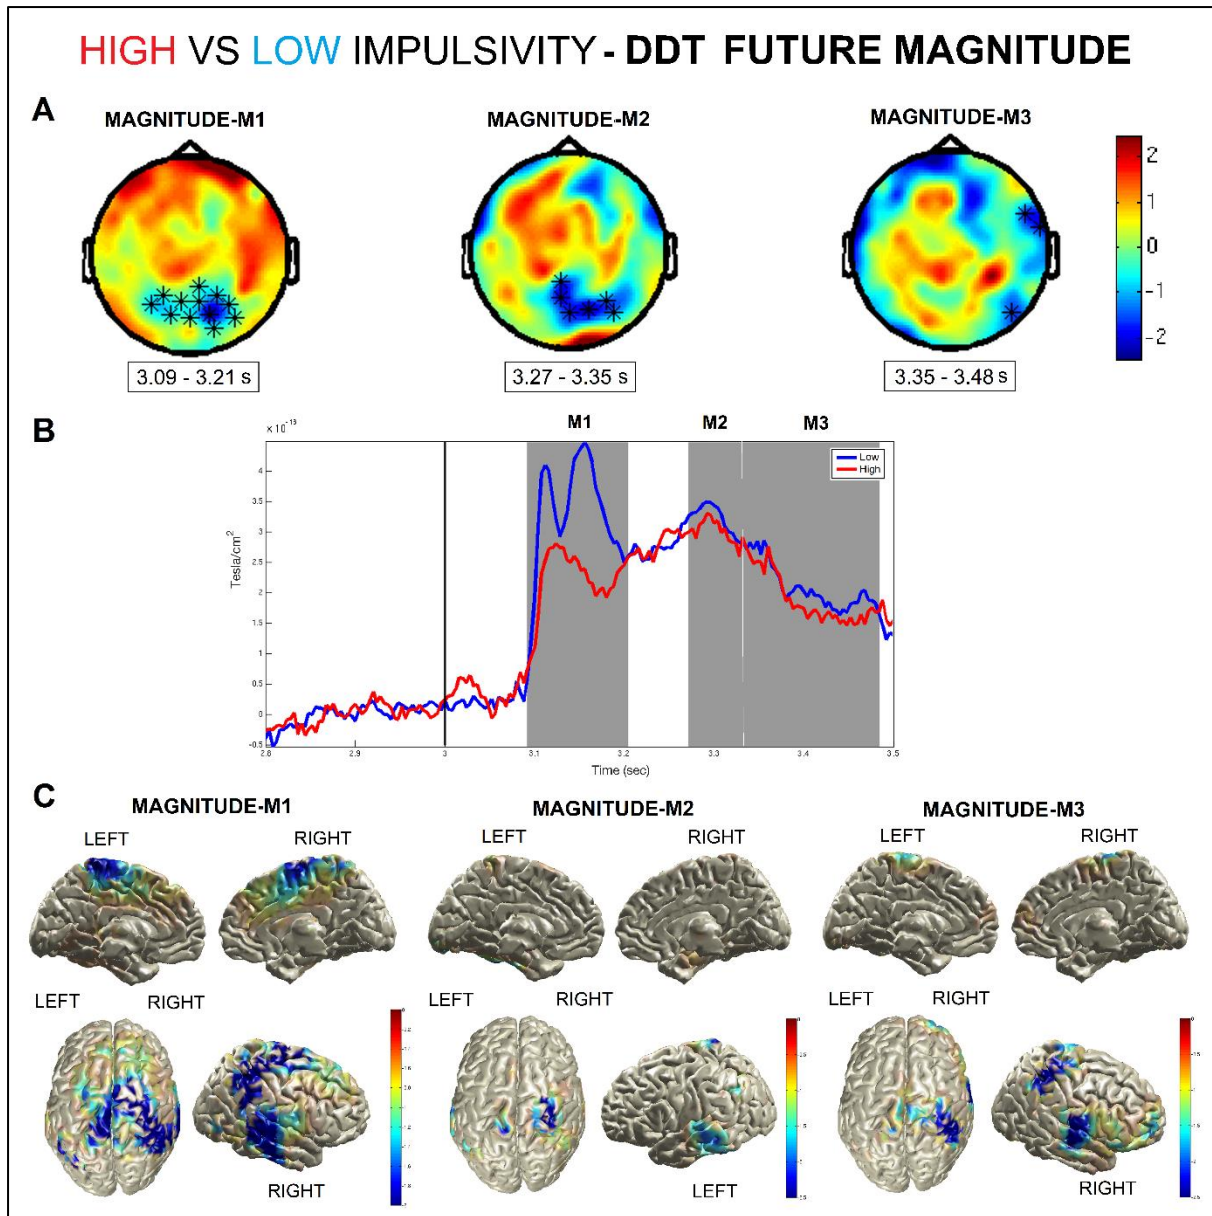 HIGH VS LOW IMPULSIVITY - DDT FUTURE MAGNITUDE
A
MAGNITUDE-M1 MAGNITUDE-M2 MAGNITUDE-M3
2
1
0
-1
-2
3.09 - 3.21 s 3.27 - 3.35 s 3.35 - 3.48 s
B
M1 M2 M3
Low
High
4
3.5
3
2.5
2
1.5
1
0.5
0
-0.5
Tesla/cm²
2.8 2.9 3 3.1 3.2 3.3 3.4 3.5
Time (sec)
C
MAGNITUDE-M1 MAGNITUDE-M2 MAGNITUDE-M3
LEFT RIGHT LEFT RIGHT LEFT RIGHT
LEFT RIGHT LEFT RIGHT LEFT RIGHT
RIGHT LEFT RIGHT